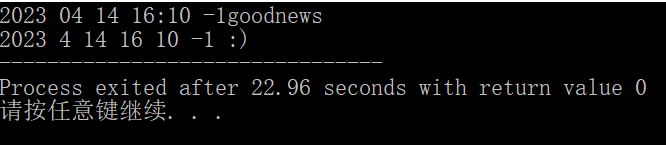 2023 04 14 16:10 -1goodnews
2023 4 14 16 10 -1 :)
--------------------------------
Process exited after 22.96 seconds with return value 0
请按任意键继续. . .